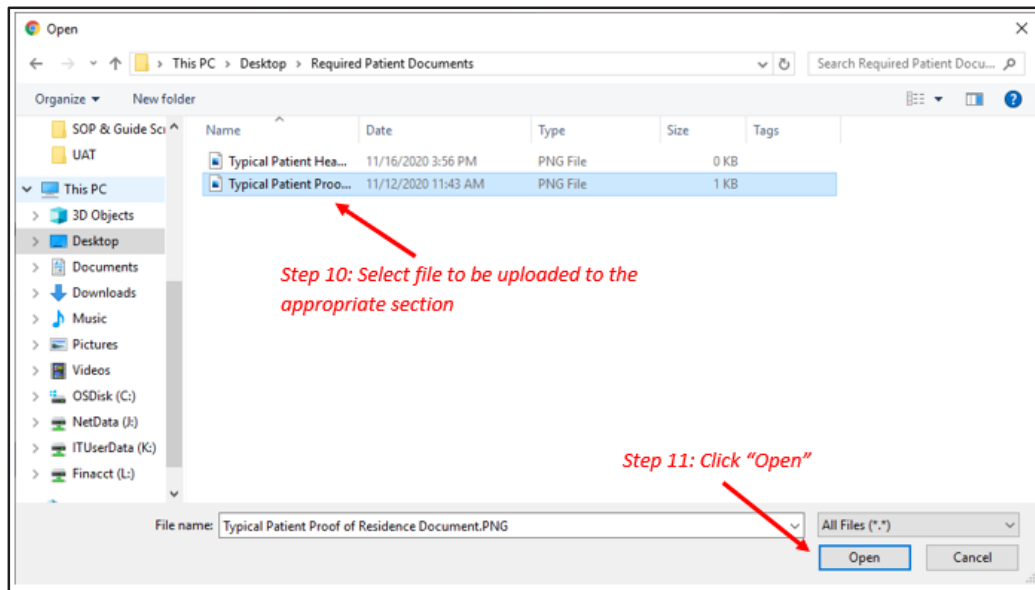 Open
This PC > Desktop > Required Patient Documents
Search Required Patient Docu...
Organize
New folder
SOP & Guide Scr
UAT
This PC
3D Objects
Desktop
Documents
Downloads
Music
Pictures
Videos
OSDisk (C:)
NetData (J:)
ITUserData (K:)
Finacct (L:)
Name Date Type Size Tags
Typical Patient Hea... 11/16/2020 3:56 PM PNG File 0 KB
Typical Patient Proo... 11/12/2020 11:43 AM PNG File 1 KB
Step 10: Select file to be uploaded to the
appropriate section
Step 11: Click “Open”
File name: Typical Patient Proof of Residence Document.PNG
All Files (*.*)
Open
Cancel